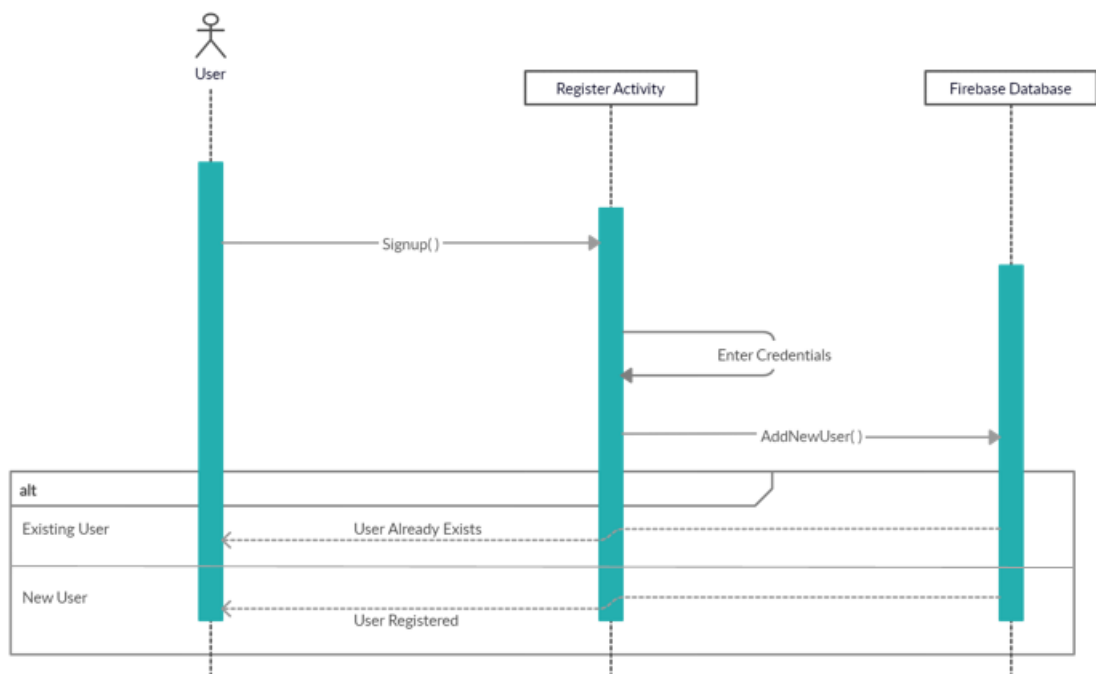 User
Register Activity
Firebase Database
Signup( )
Enter Credentials
AddNewUser( )
alt
Existing User
User Already Exists
New User
User Registered